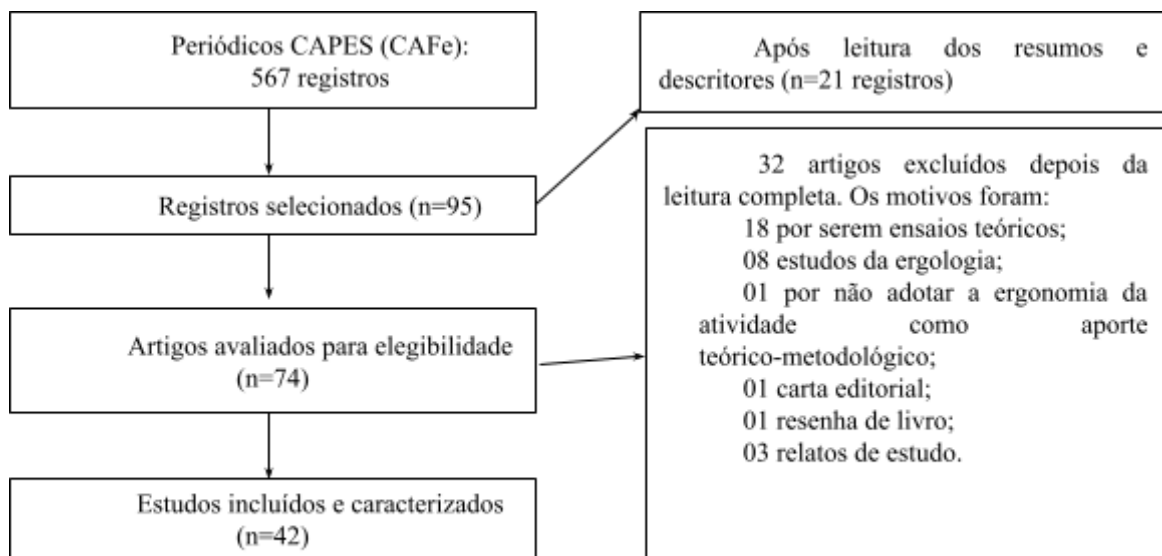 Periódicos CAPES (CAFe):
567 registros
Após leitura dos resumos e
descritores (n=21 registros)
Registros selecionados (n=95)
32 artigos excluídos depois da
leitura completa. Os motivos foram:
18 por serem ensaios teóricos;
08 estudos da ergologia;
01 por não adotar a ergonomia da
atividade como aporte
teórico-metodológico;
01 carta editorial;
01 resenha de livro;
03 relatos de estudo.
Artigos avaliados para elegibilidade
(n=74)
Estudos incluídos e caracterizados
(n=42)